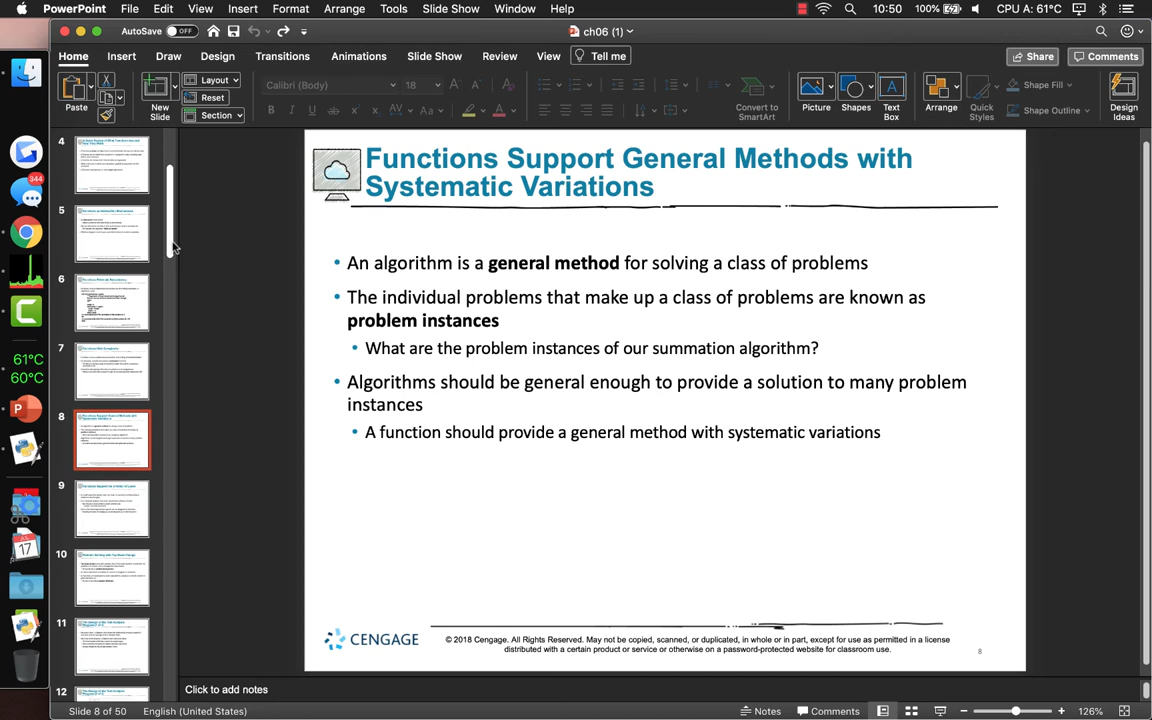 PowerPoint File Edit View Insert Format Arrange Tools Slide Show Window Help 10:50 100% CPU A: 61°C
AutoSave OFF ch06 (1)
Home Insert Draw Design Transitions Animations Slide Show Review View Tell me Share Comments
Paste New Slide Layout Reset Section Calibri (Body) 18 Convert to SmartArt Picture Shapes Text Box Arrange Quick Styles Shape Fill Shape Outline Design Ideas
344
61°C
60°C
17
4
5
6
7
8
9
10
11
12
Functions Support General Methods with
Systematic Variations
• An algorithm is a general method for solving a class of problems
• The individual problems that make up a class of problems are known as
problem instances
• What are the problem instances of our summation algorithm?
• Algorithms should be general enough to provide a solution to many problem
instances
• A function should provide a general method with systematic variations
CENGAGE
© 2018 Cengage. All Rights Reserved. May not be copied, scanned, or duplicated, in whole or in part, except for use as permitted in a license
distributed with a certain product or service or otherwise on a password-protected website for classroom use.
8
Click to add notes
Slide 8 of 50 English (United States) Notes Comments 126%